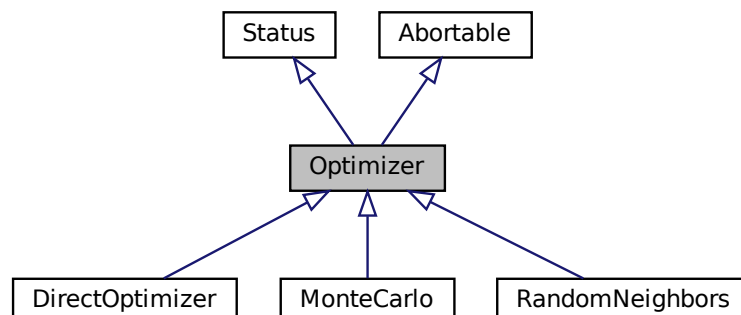 Status
Abortable
Optimizer
DirectOptimizer
MonteCarlo
RandomNeighbors